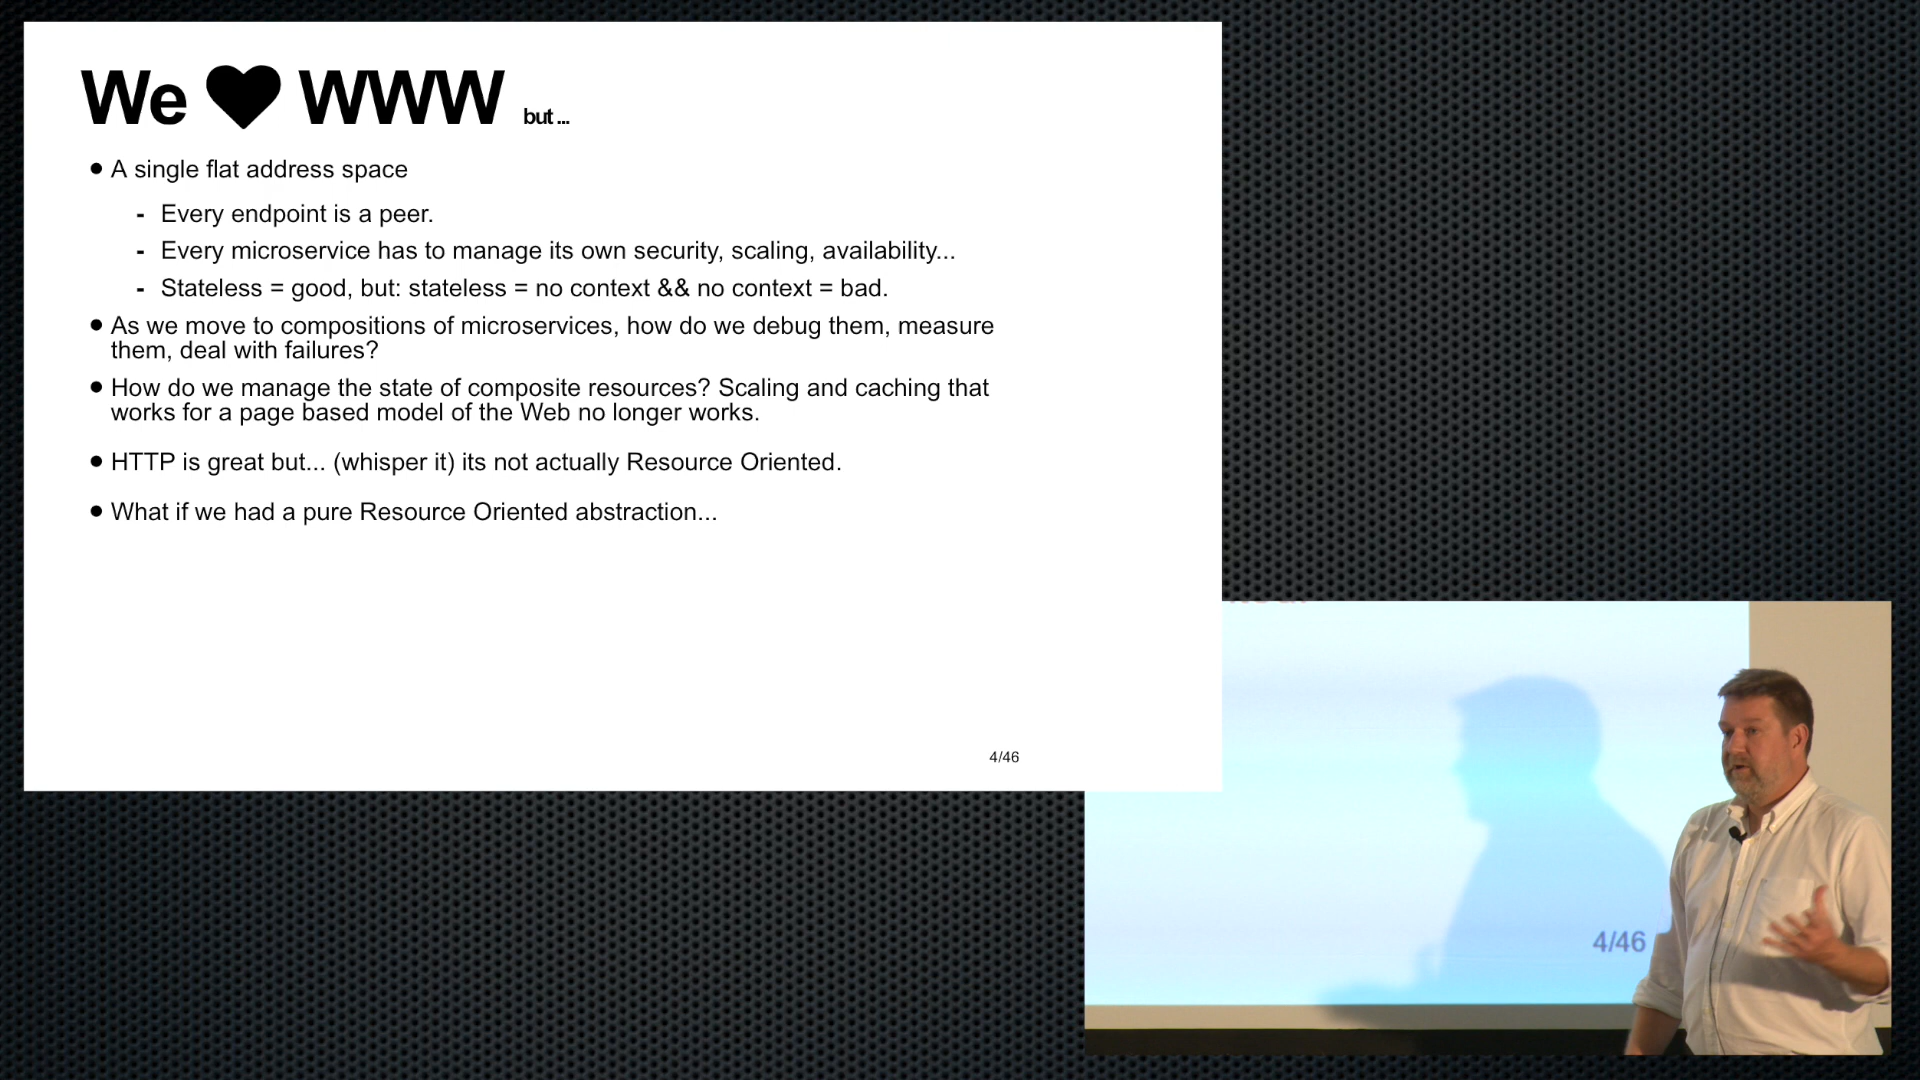 We ♥ WWW but...
● A single flat address space
- Every endpoint is a peer.
- Every microservice has to manage its own security, scaling, availability...
- Stateless = good, but: stateless = no context && no context = bad.
● As we move to compositions of microservices, how do we debug them, measure
them, deal with failures?
● How do we manage the state of composite resources? Scaling and caching that
works for a page based model of the Web no longer works.
● HTTP is great but... (whisper it) its not actually Resource Oriented.
● What if we had a pure Resource Oriented abstraction...
4/46
4/46